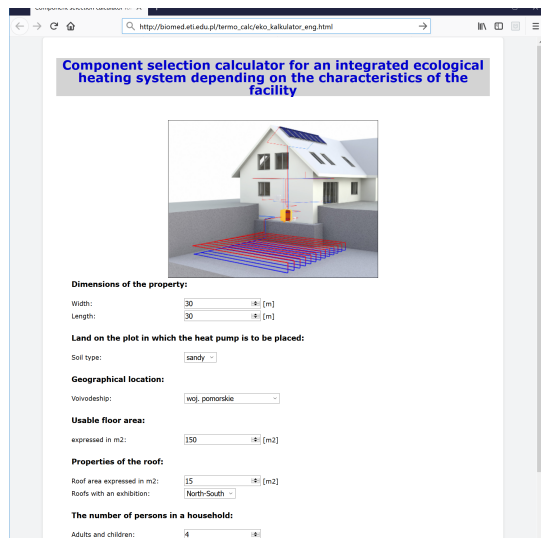 http://biomed.eti.edu.pl/termo_calc/eko_kalkulator_eng.html
Component selection calculator for an integrated ecological
heating system depending on the characteristics of the
facility
Dimensions of the property:
Width: 30 [m]
Length: 30 [m]
Land on the plot in which the heat pump is to be placed:
Soil type: sandy
Geographical location:
Voivodeship: woj. pomorskie
Usable floor area:
expressed in m2: 150 [m2]
Properties of the roof:
Roof area expressed in m2: 15 [m2]
Roofs with an exhibition: North-South
The number of persons in a household:
Adults and children: 4